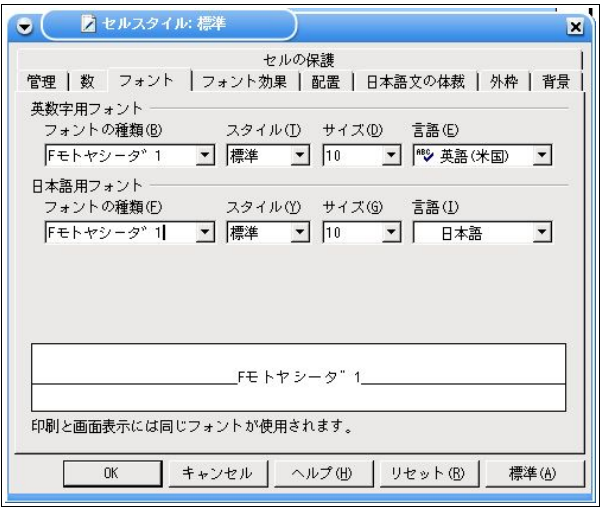 セルスタイル: 標準
セルの保護
管理 数 フォント フォント効果 配置 日本語文の体裁 外枠 背景
英数字用フォント
フォントの種類(B) スタイル(T) サイズ(D) 言語(E)
Fモトヤシータ゛1 標準 10 ABC 英語(米国)
日本語用フォント
フォントの種類(F) スタイル(Y) サイズ(G) 言語(I)
Fモトヤシータ゛1 標準 10 日本語
Fモトヤシータ゛1
印刷と画面表示には同じフォントが使用されます。
OK キャンセル ヘルプ(H) リセット(R) 標準(A)